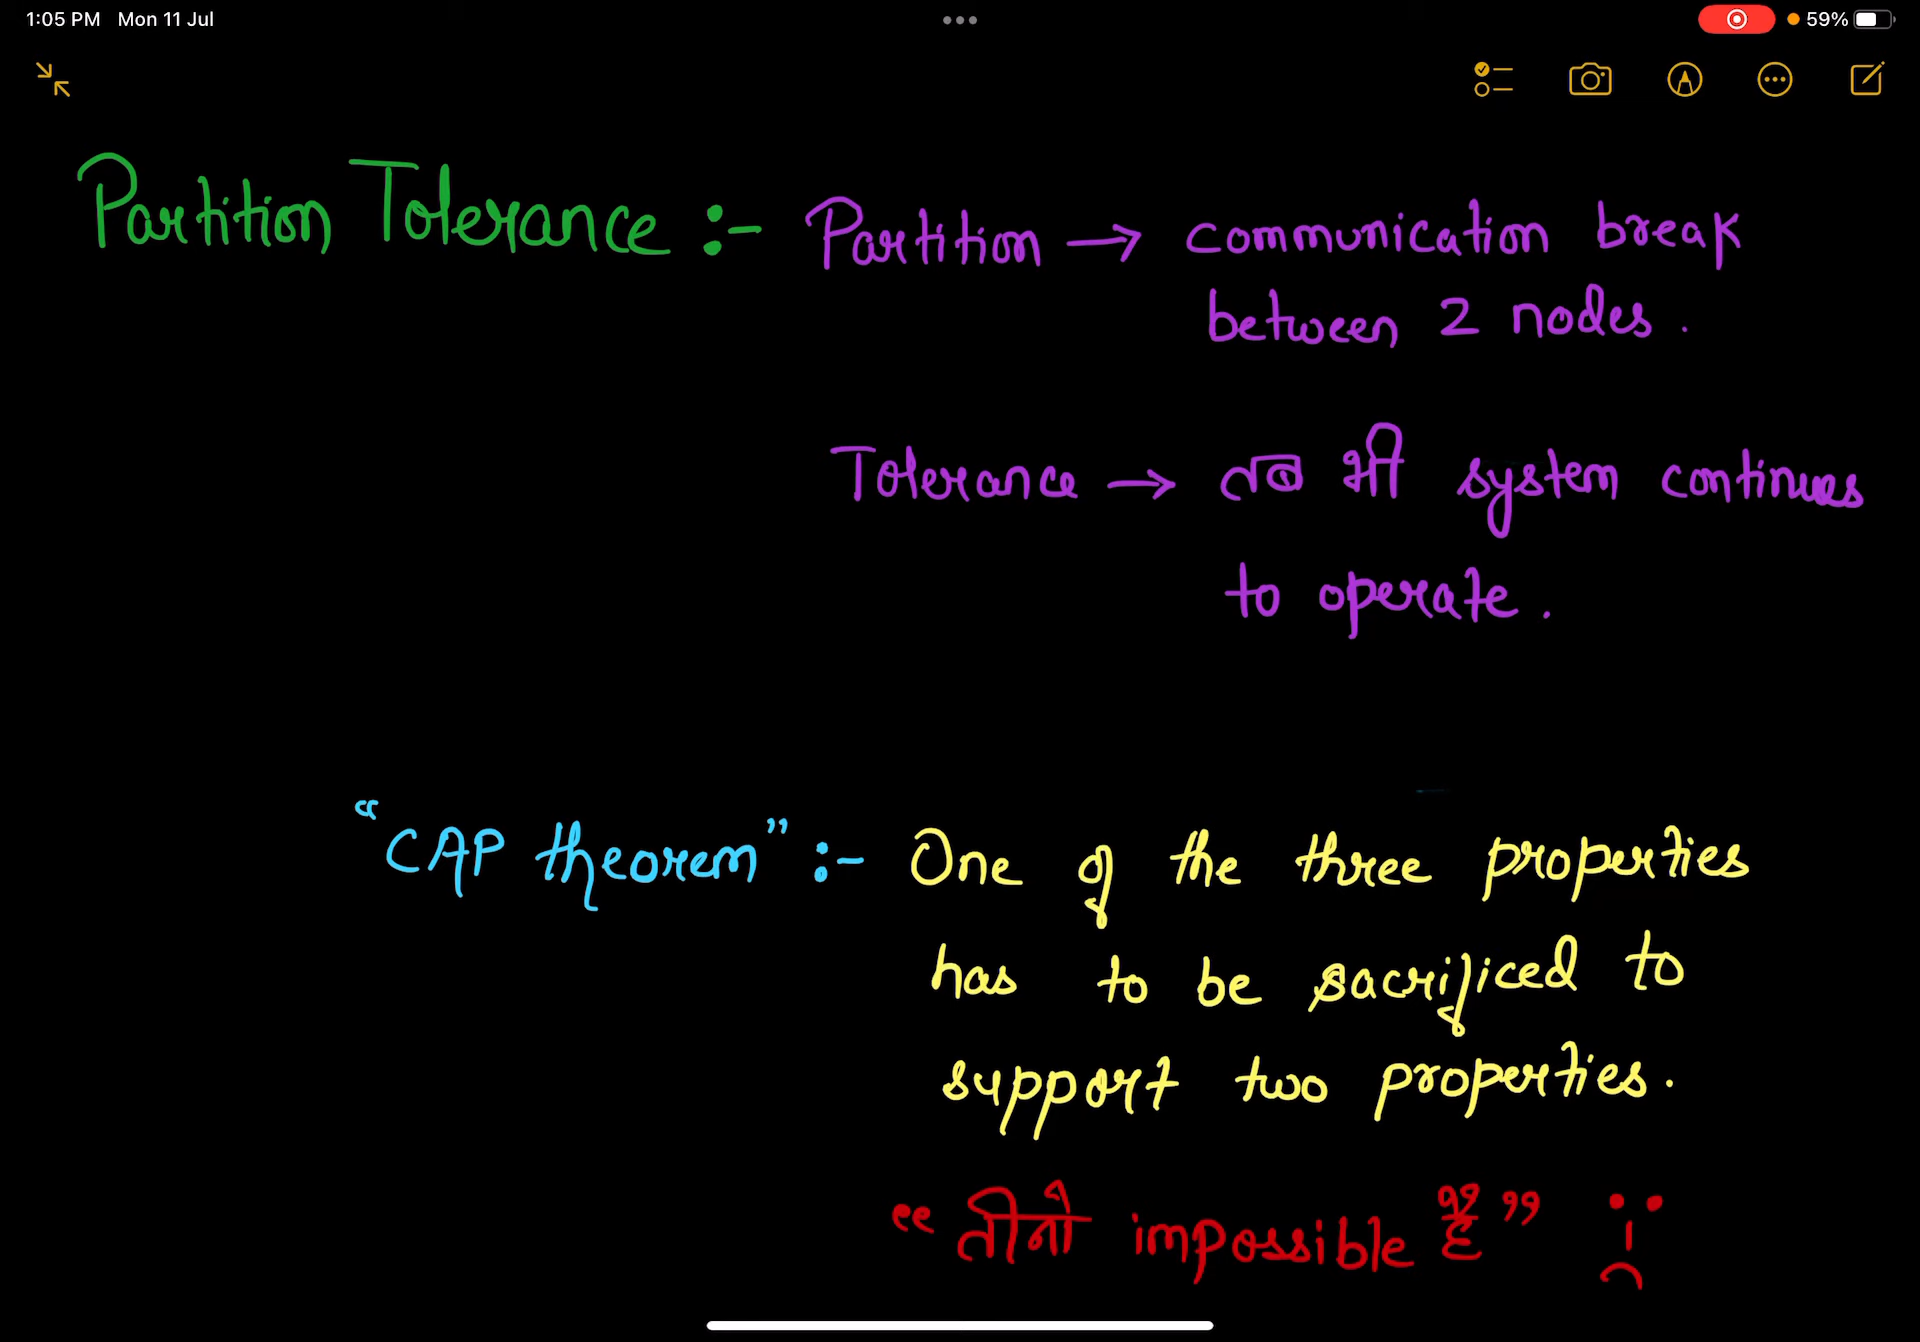 1:05 PM Mon 11 Jul
59%
Partition Tolerance :- Partition → communication break
between 2 nodes.
Tolerance → तब भी system continues
to operate.
"CAP theorem" :- One of the three properties
has to be sacrificed to
support two properties.
"तीनों impossible हैं" :(